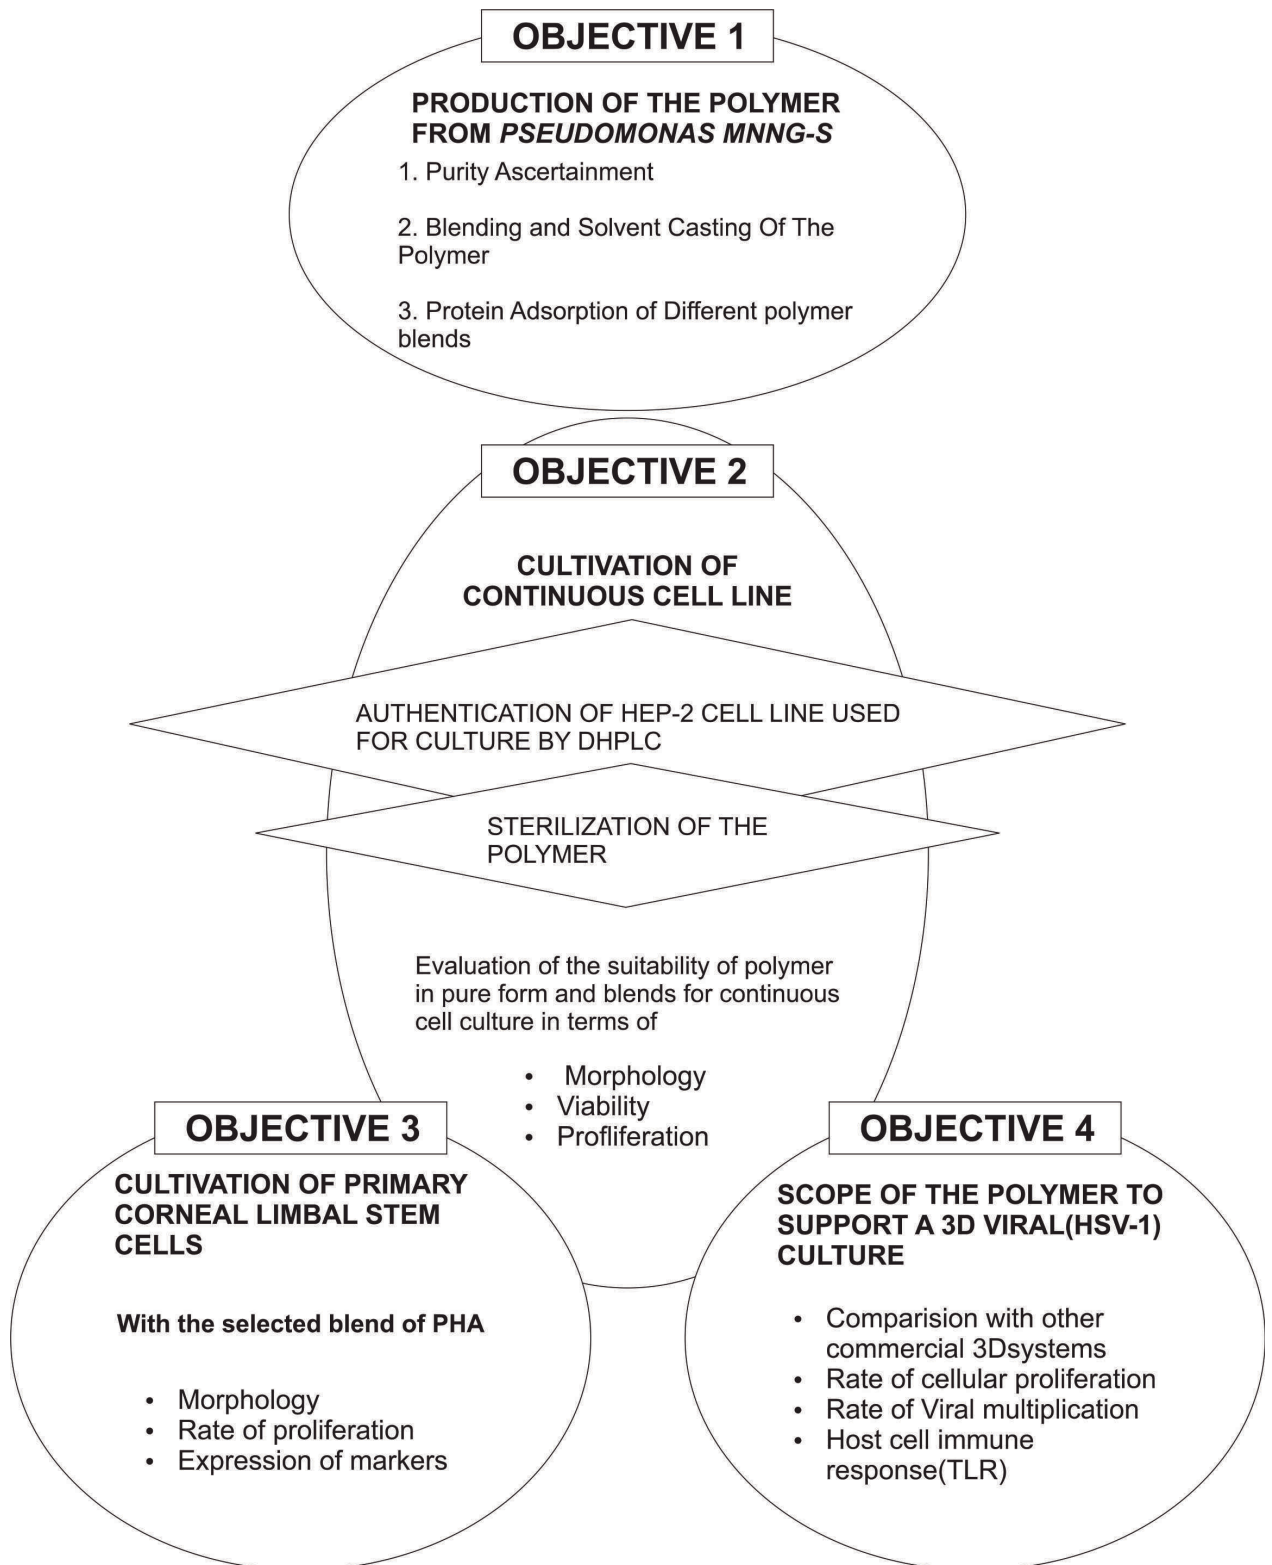 OBJECTIVE 1
PRODUCTION OF THE POLYMER
FROM PSEUDOMONAS MNNG-S
1. Purity Ascertainment
2. Blending and Solvent Casting Of The
Polymer
3. Protein Adsorption of Different polymer
blends
OBJECTIVE 2
CULTIVATION OF
CONTINUOUS CELL LINE
AUTHENTICATION OF HEP-2 CELL LINE USED
FOR CULTURE BY DHPLC
STERILIZATION OF THE
POLYMER
Evaluation of the suitability of polymer
in pure form and blends for continuous
cell culture in terms of
• Morphology
• Viability
• Profliferation
OBJECTIVE 3
CULTIVATION OF PRIMARY
CORNEAL LIMBAL STEM
CELLS
With the selected blend of PHA
• Morphology
• Rate of proliferation
• Expression of markers
OBJECTIVE 4
SCOPE OF THE POLYMER TO
SUPPORT A 3D VIRAL(HSV-1)
CULTURE
• Comparision with other
commercial 3Dsystems
• Rate of cellular proliferation
• Rate of Viral multiplication
• Host cell immune
response(TLR)